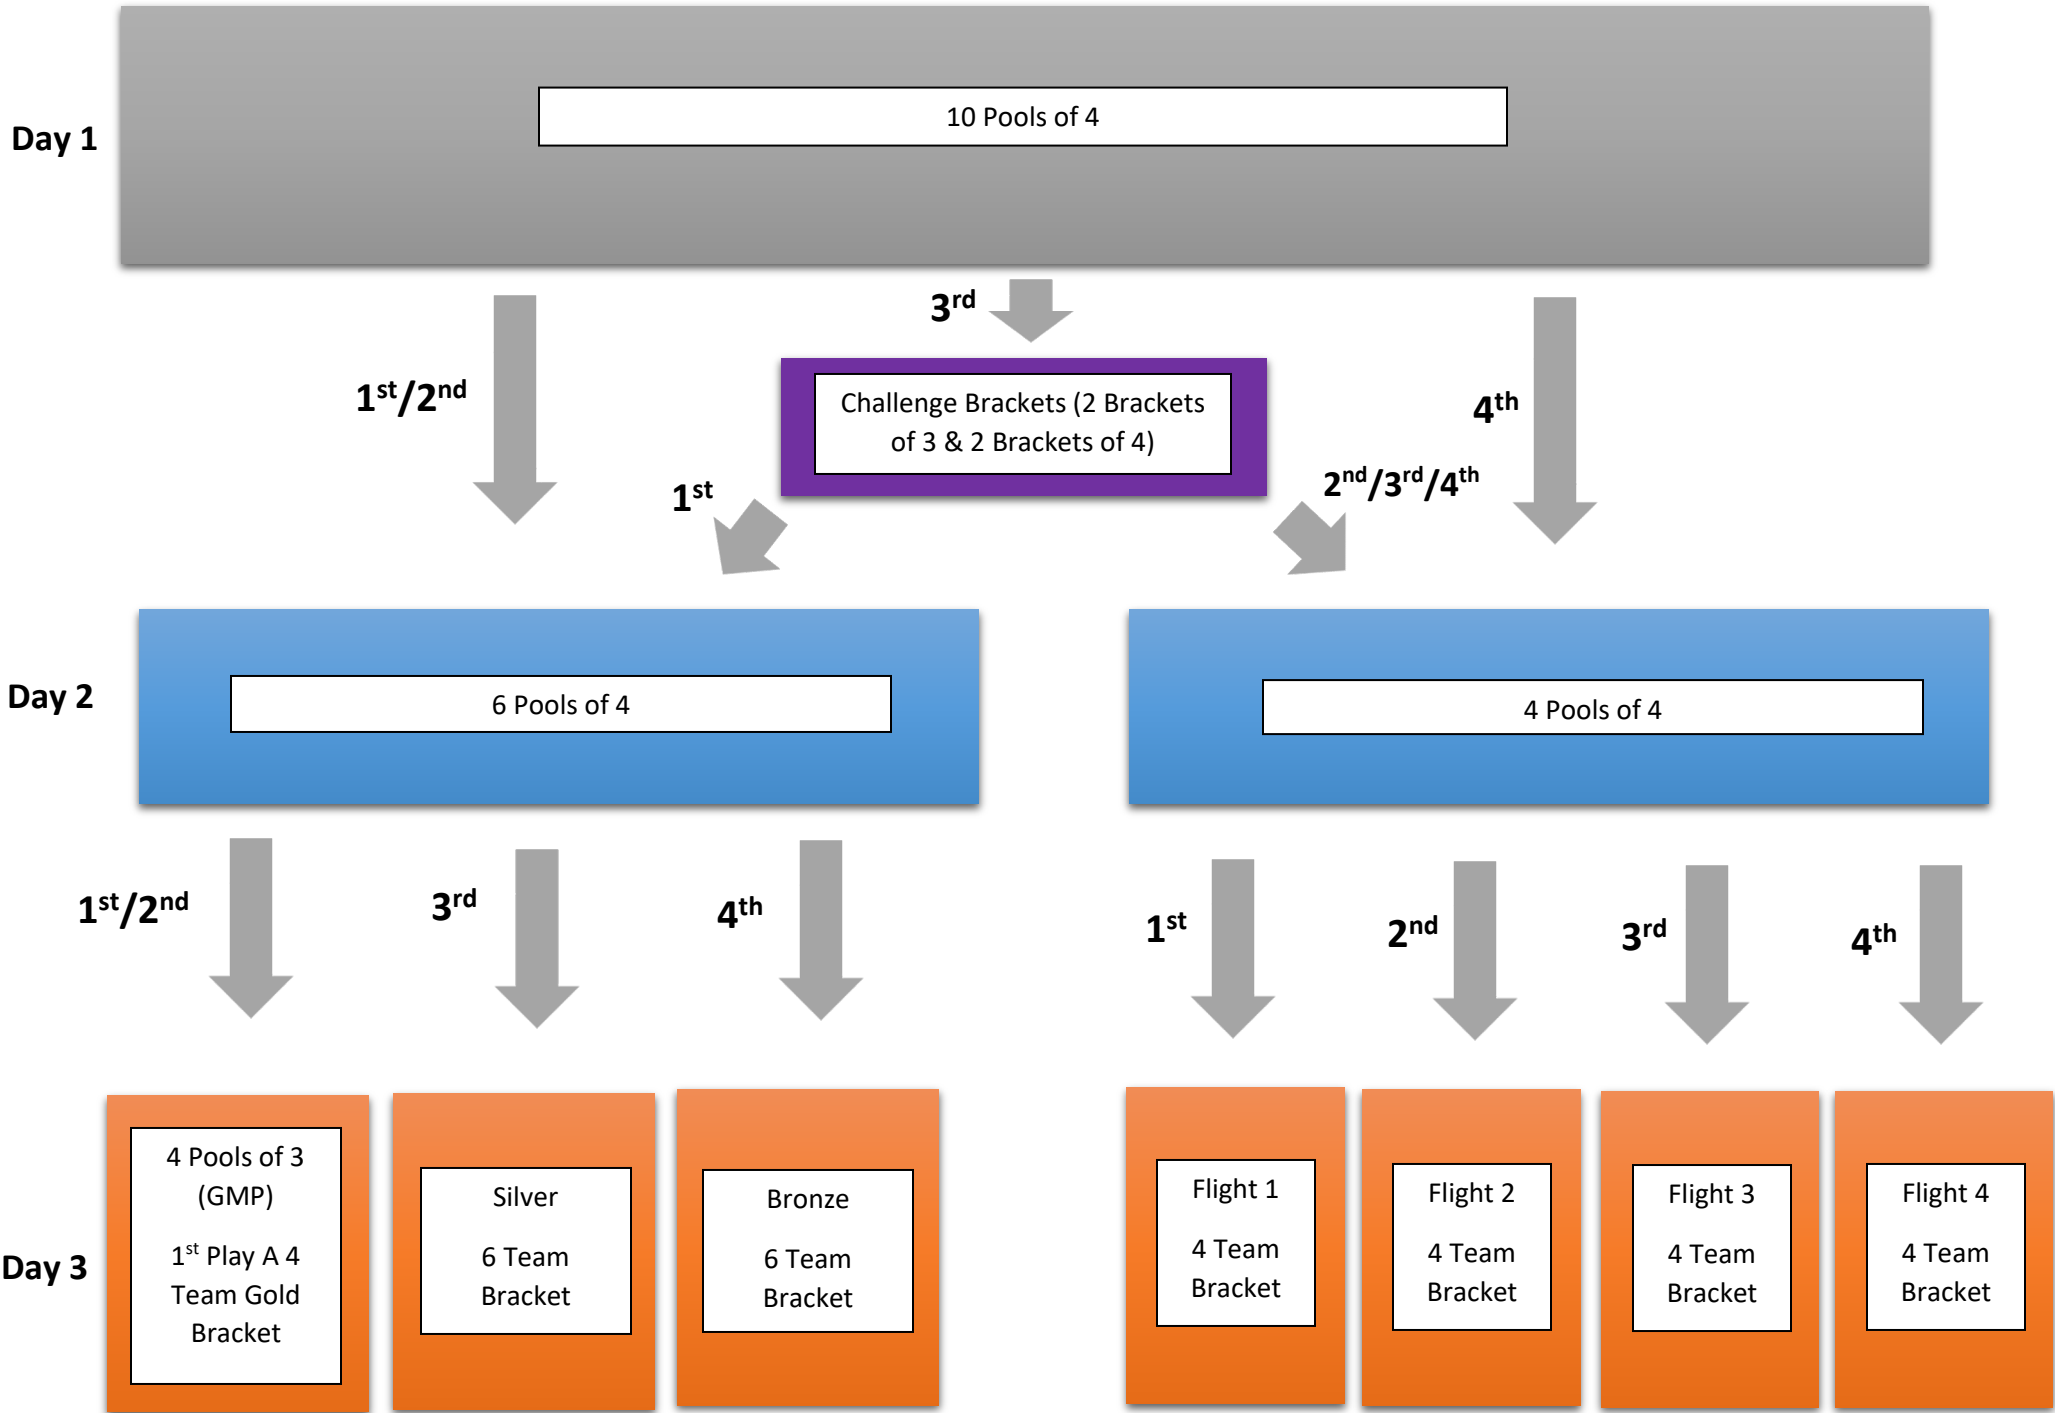 Day 1
10 Pools of 4
1st/2nd
3rd
4th
Challenge Brackets (2 Brackets
of 3 & 2 Brackets of 4)
1st
2nd/3rd/4th
Day 2
6 Pools of 4
4 Pools of 4
1st/2nd
3rd
4th
1st
2nd
3rd
4th
Day 3
4 Pools of 3
(GMP)
1st Play A 4
Team Gold
Bracket
Silver
6 Team
Bracket
Bronze
6 Team
Bracket
Flight 1
4 Team
Bracket
Flight 2
4 Team
Bracket
Flight 3
4 Team
Bracket
Flight 4
4 Team
Bracket